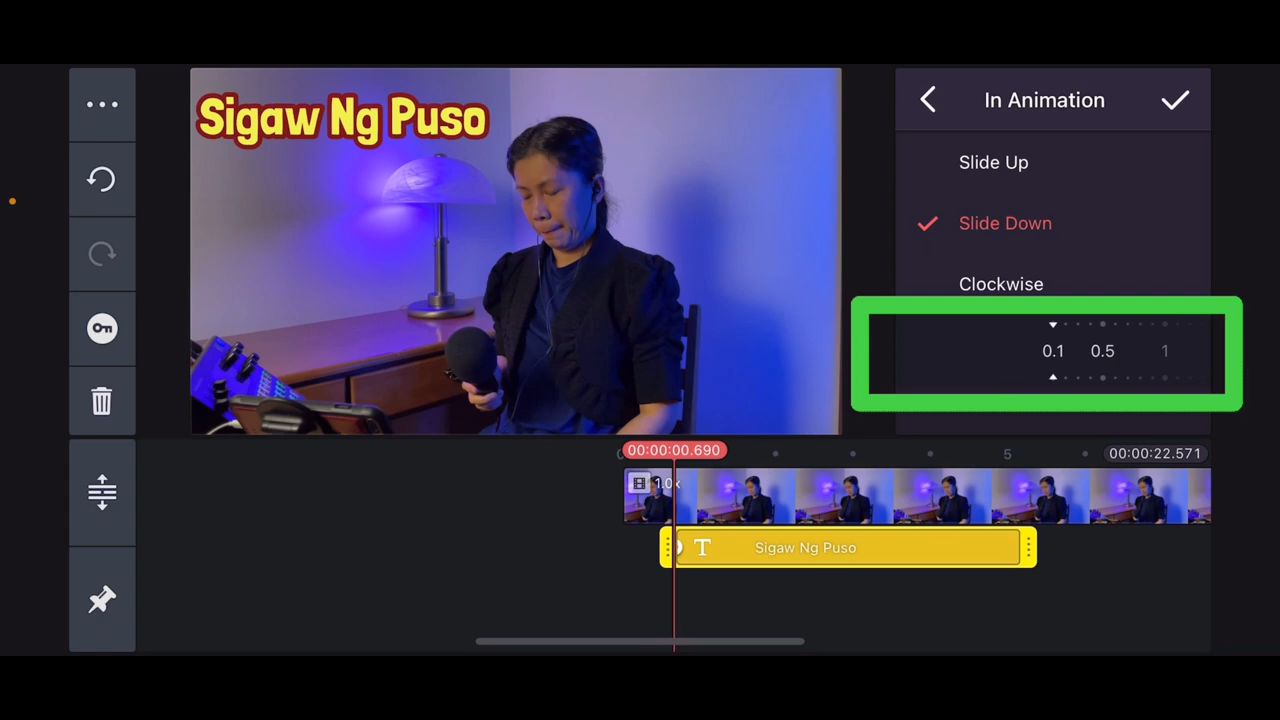 Sigaw Ng Puso
In Animation
Slide Up
Slide Down
Clockwise
0.1 0.5 1
00:00:00.690
5
00:00:22.571
1.0x
T Sigaw Ng Puso